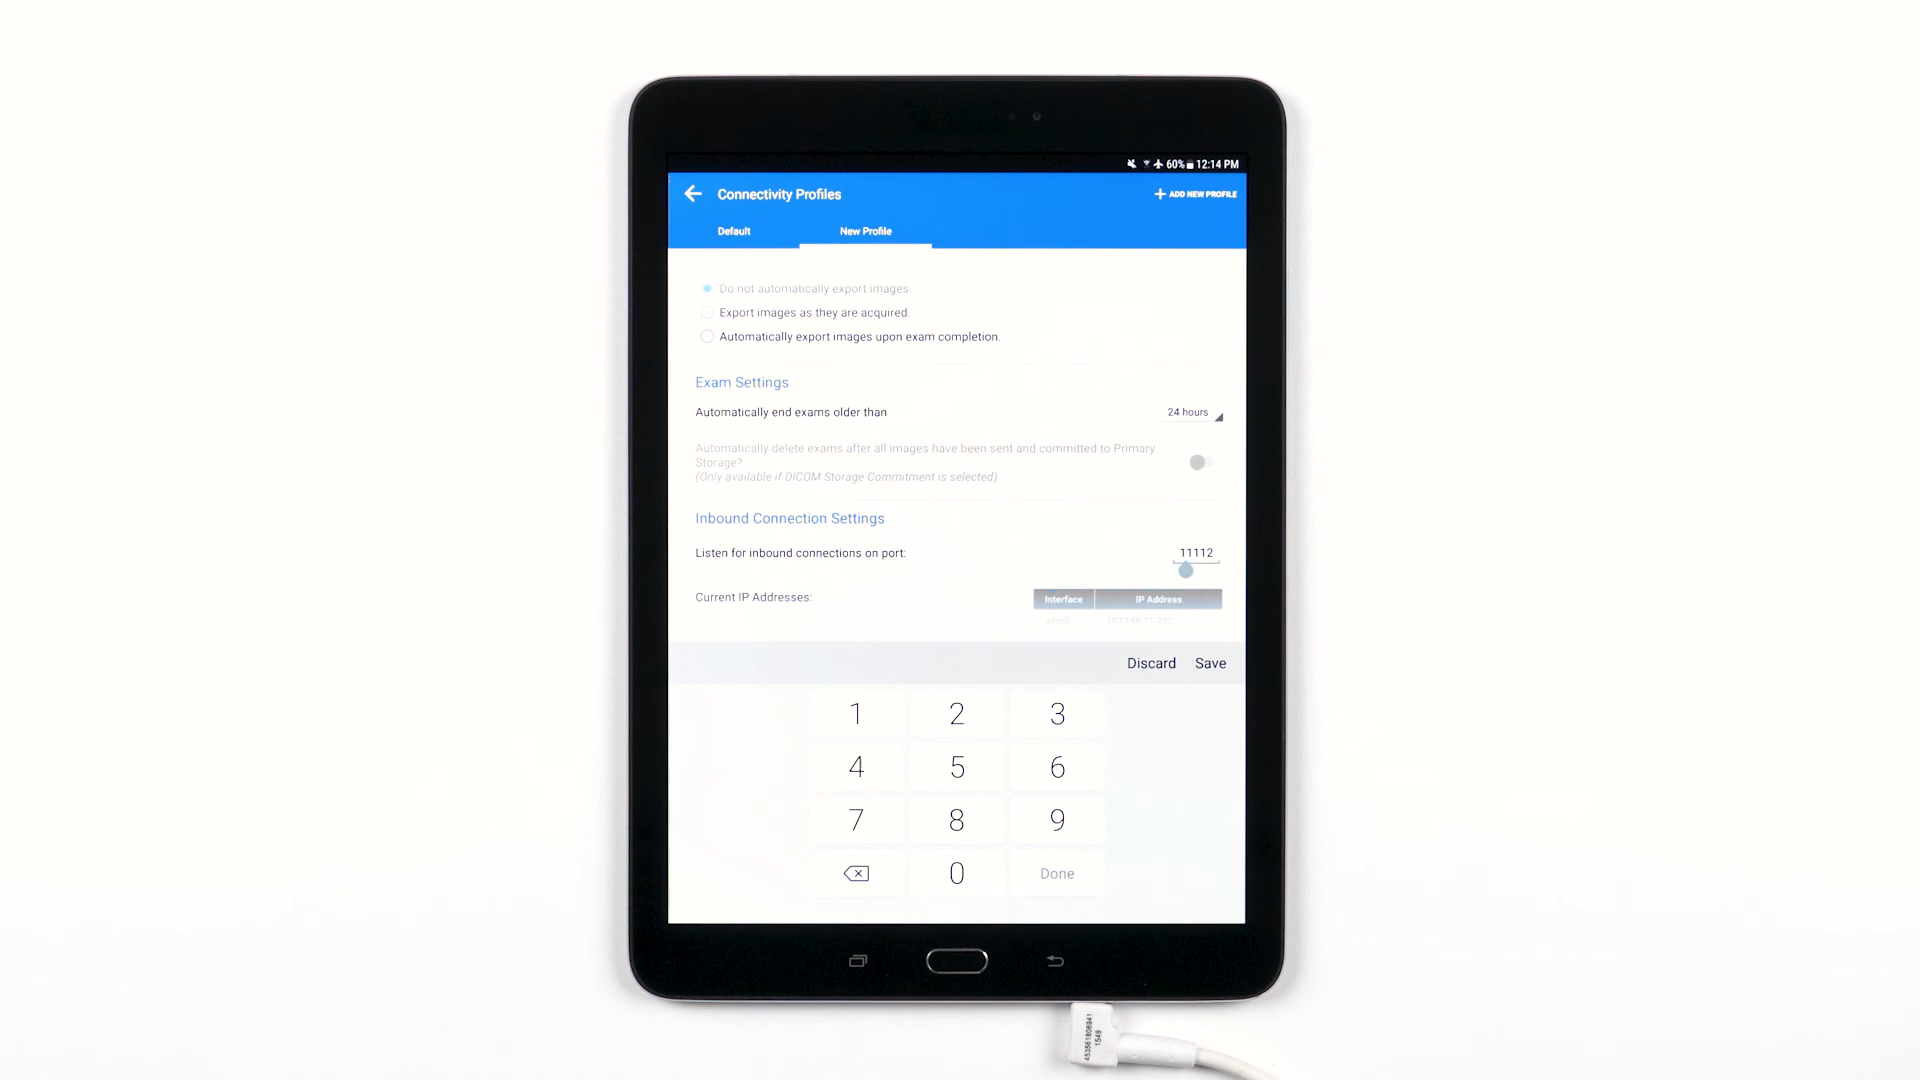 60% 12:14 PM
Connectivity Profiles
+ ADD NEW PROFILE
Default New Profile
Do not automatically export images.
Export images as they are acquired.
Automatically export images upon exam completion.
Exam Settings
Automatically end exams older than 24 hours
Automatically delete exams after all images have been sent and committed to Primary
Storage?
(Only available if DICOM Storage Commitment is selected)
Inbound Connection Settings
Listen for inbound connections on port: 11112
Current IP Addresses: Interface IP Address
Discard Save
1 2 3
4 5 6
7 8 9
0 Done
453561806941
1549